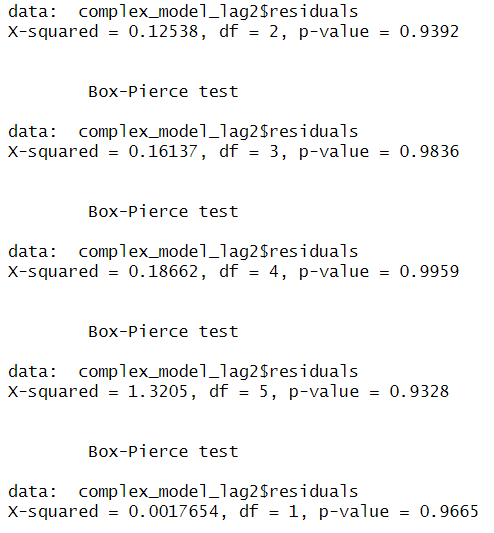 data:  complex_model_lag2$residuals
X-squared = 0.12538, df = 2, p-value = 0.9392
Box-Pierce test
data:  complex_model_lag2$residuals
X-squared = 0.16137, df = 3, p-value = 0.9836
Box-Pierce test
data:  complex_model_lag2$residuals
X-squared = 0.18662, df = 4, p-value = 0.9959
Box-Pierce test
data:  complex_model_lag2$residuals
X-squared = 1.3205, df = 5, p-value = 0.9328
Box-Pierce test
data:  complex_model_lag2$residuals
X-squared = 0.0017654, df = 1, p-value = 0.9665